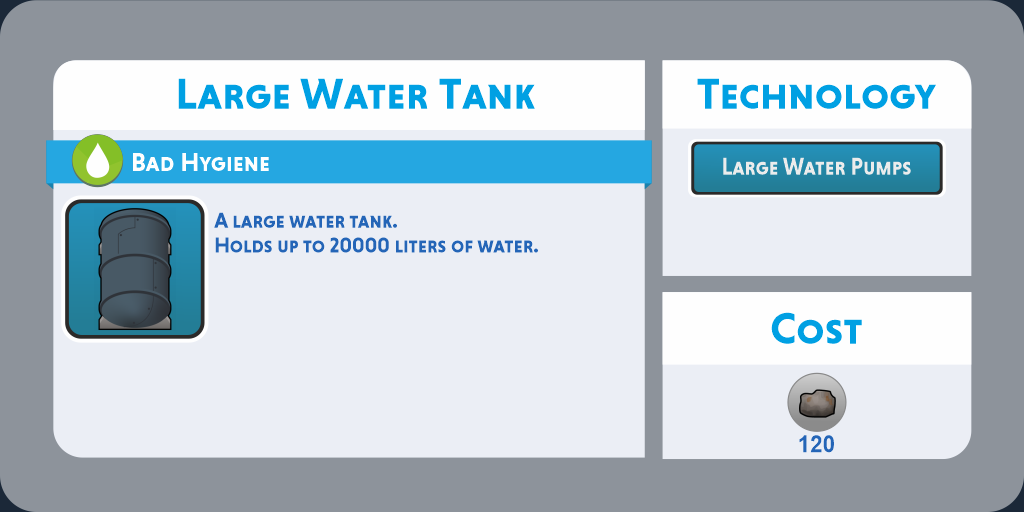 Large Water Tank
Bad Hygiene
A large water tank.
Holds up to 20000 liters of water.
Technology
Large Water Pumps
Cost
120